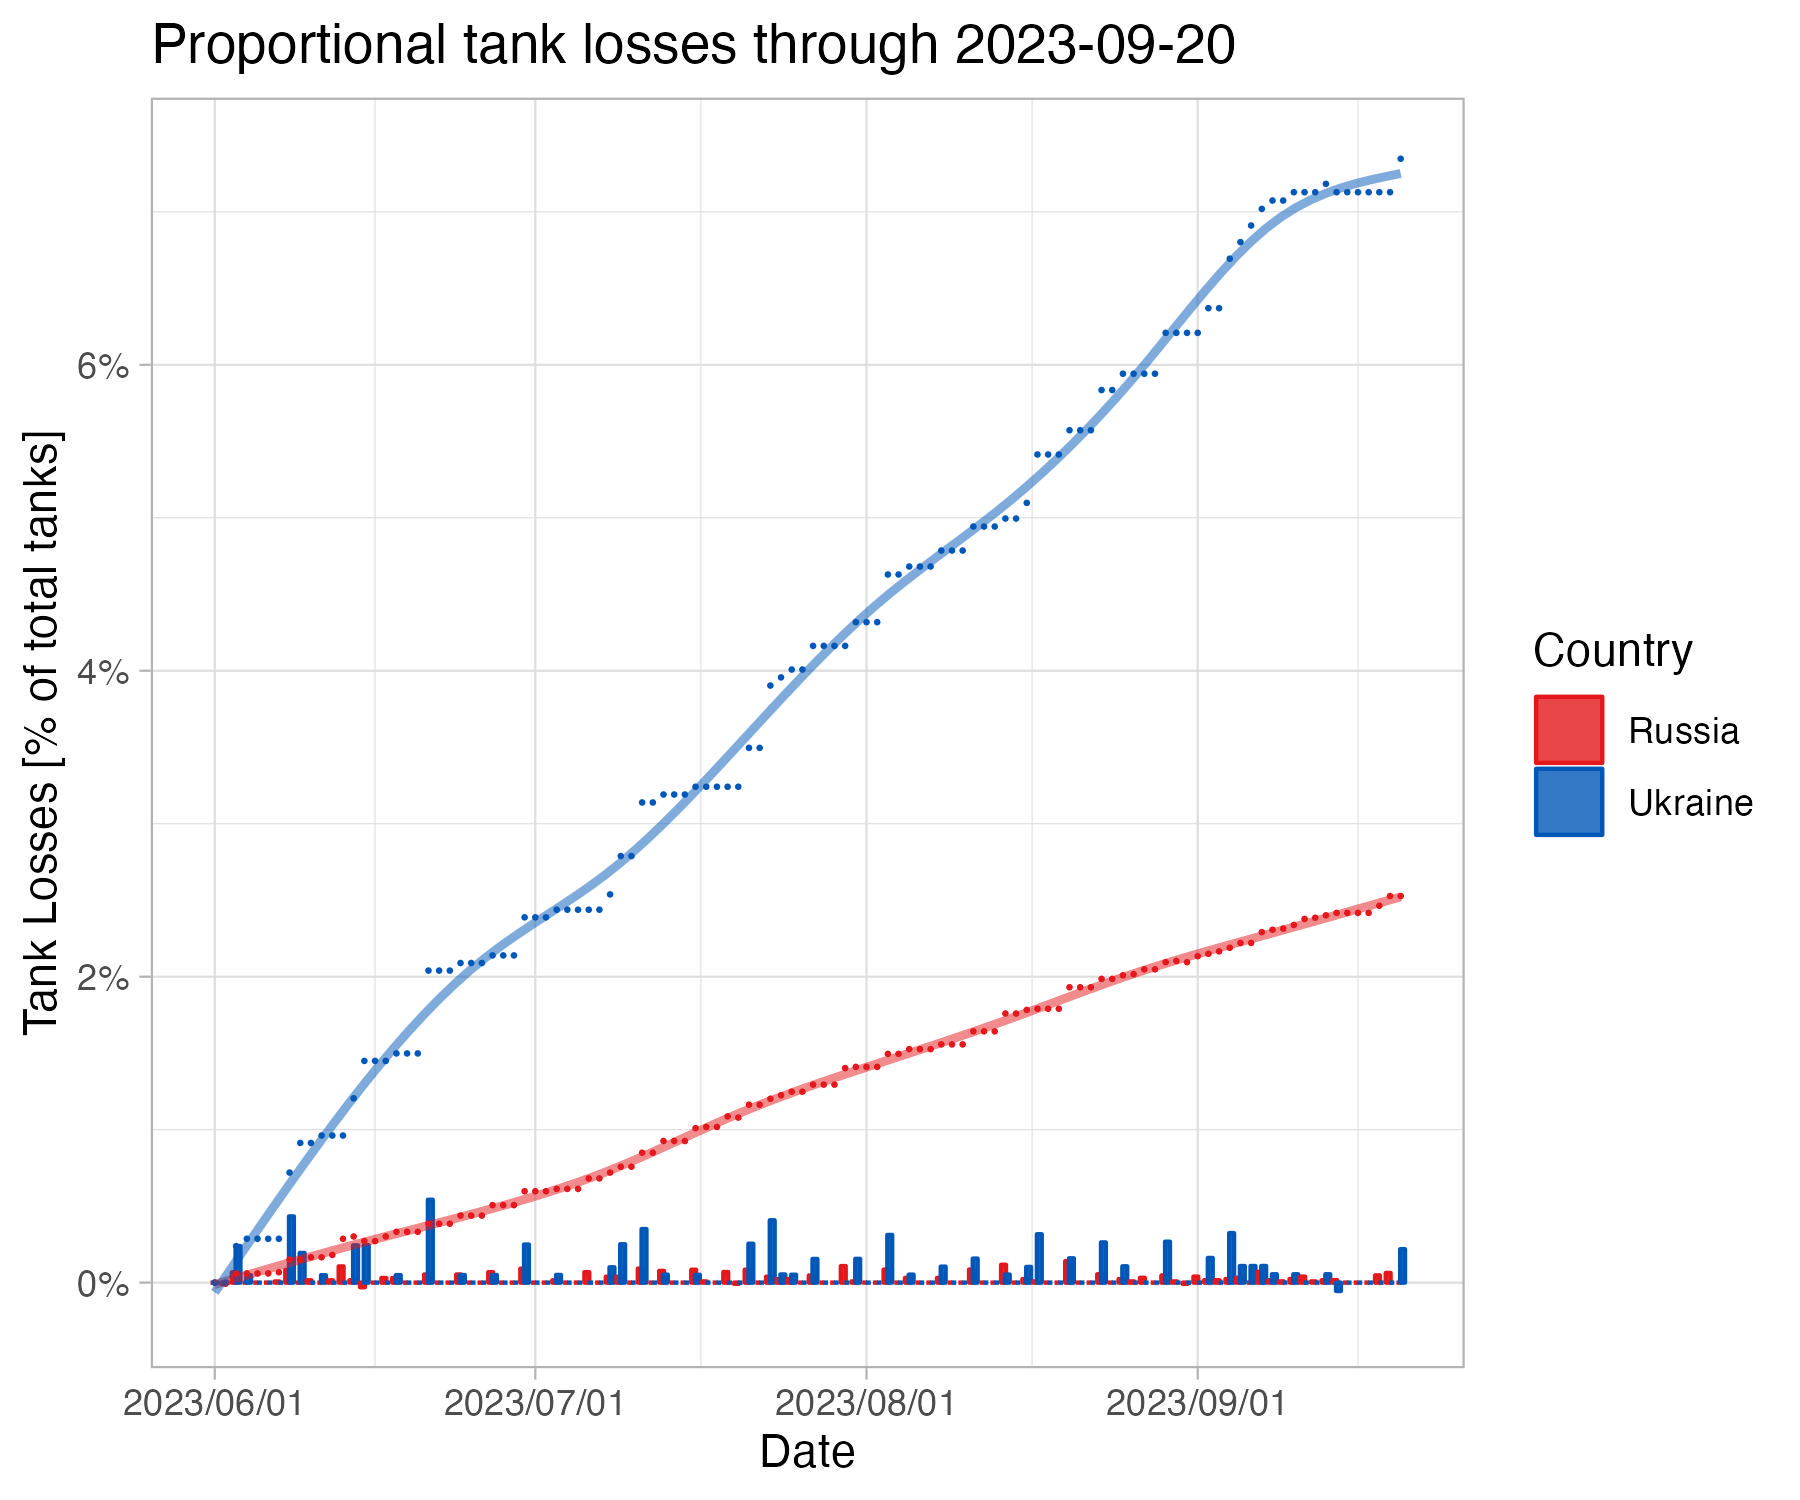 Proportional tank losses through 2023-09-20
Tank Losses [% of total tanks]
6%
4%
2%
0%
2023/06/01
2023/07/01
2023/08/01
2023/09/01
Date
Country
Russia
Ukraine